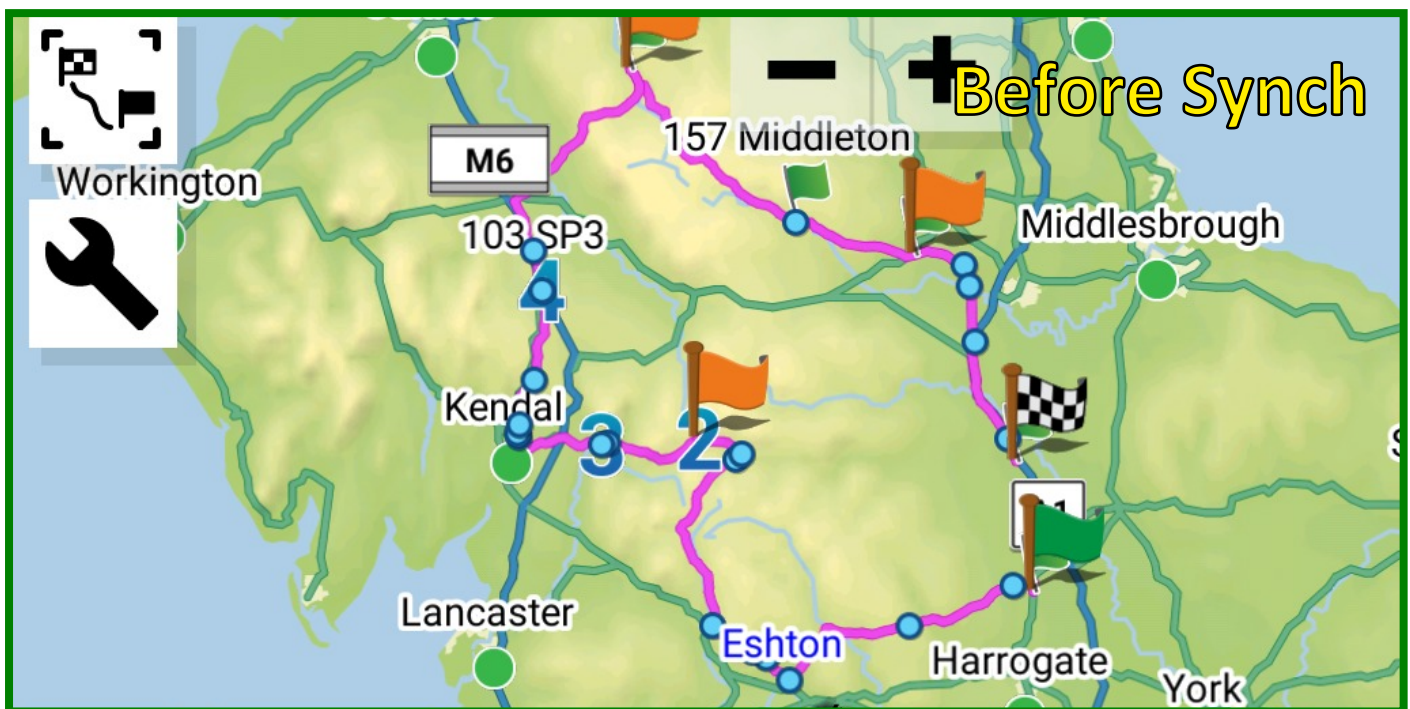 Before Synch
157 Middleton
M6
Workington
103 SP3
Middlesbrough
4
Kendal
3
2
Lancaster
Eshton
Harrogate
York